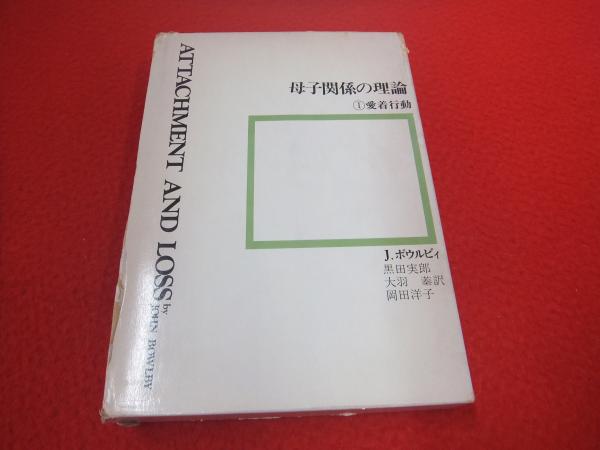 母子関係の理論
①愛着行動
J.ボウルビィ
黒田実郎
大羽 蓁訳
岡田洋子
ATTACHMENT AND LOSS by JOHN BOWLBY